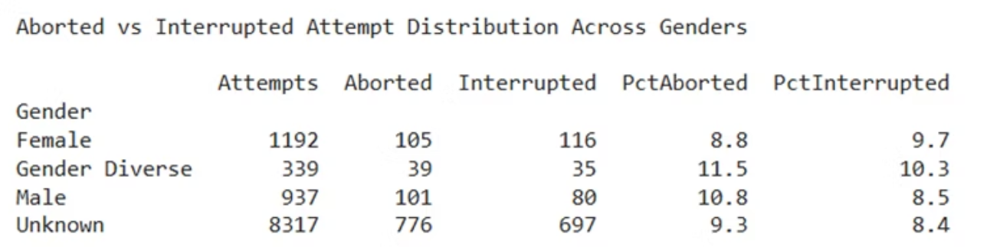 Aborted vs Interrupted Attempt Distribution Across Genders
Attempts Aborted Interrupted PctAborted PctInterrupted
Gender
Female 1192 105 116 8.8 9.7
Gender Diverse 339 39 35 11.5 10.3
Male 937 101 80 10.8 8.5
Unknown 8317 776 697 9.3 8.4